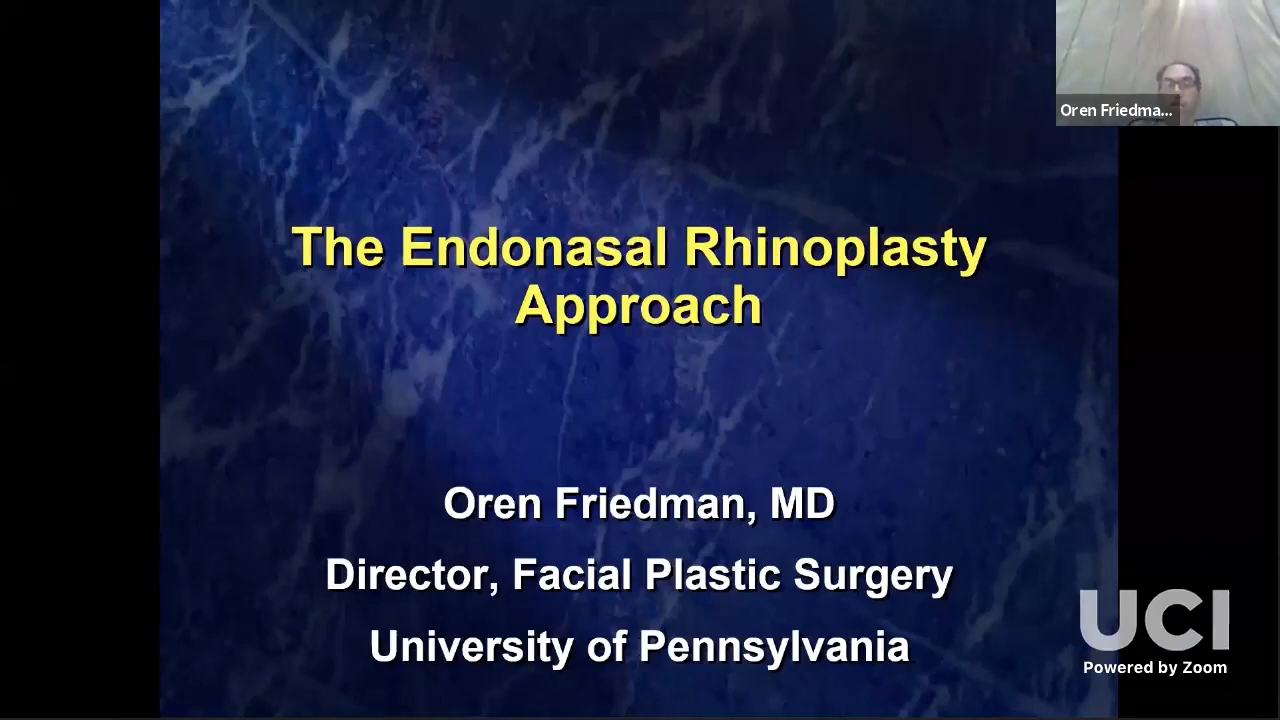 Oren Friedma...
The Endonasal Rhinoplasty
Approach
Oren Friedman, MD
Director, Facial Plastic Surgery
University of Pennsylvania
UCI
Powered by Zoom